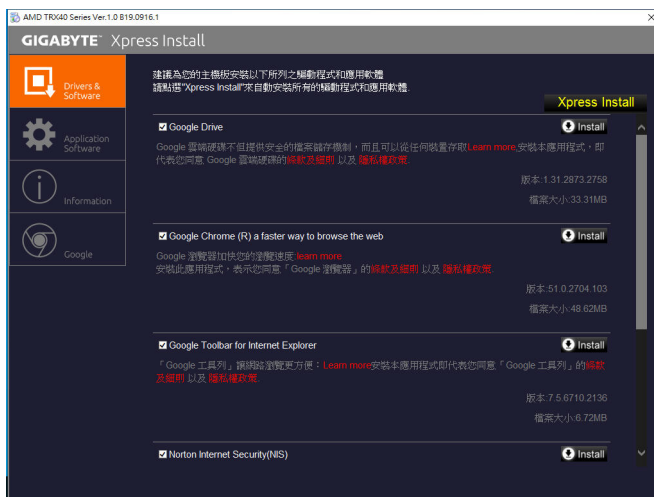 AMD TRX40 Series Ver.1.0 B19.0916.1
GIGABYTE™ Xpress Install
Drivers &
Software
Application
Software
Information
Google
建議為您的主機板安裝以下所列之驅動程式和應用軟體
請點選"Xpress Install"來自動安裝所有的驅動程式和應用軟體.
Xpress Install
Google Drive
Install
Google 雲端硬碟不但提供安全的檔案儲存機制，而且可以從任何裝置存取Learn more,安裝本應用程式，即
代表您同意 Google 雲端硬碟的條款及細則 以及 隱私權政策.
版本:1.31.2873.2758
檔案大小:33.31MB
Google Chrome (R) a faster way to browse the web
Install
Google 瀏覽器加快您的瀏覽速度:learn more
安裝此應用程式，表示您同意「Google 瀏覽器」的條款及細則 以及 隱私權政策.
版本:51.0.2704.103
檔案大小:48.62MB
Google Toolbar for Internet Explorer
Install
「Google 工具列」讓網路瀏覽更方便：Learn more安裝本應用程式即代表您同意「Google 工具列」的條款
及細則 以及 隱私權政策.
版本:7.5.6710.2136
檔案大小:6.72MB
Norton Internet Security(NIS)
Install